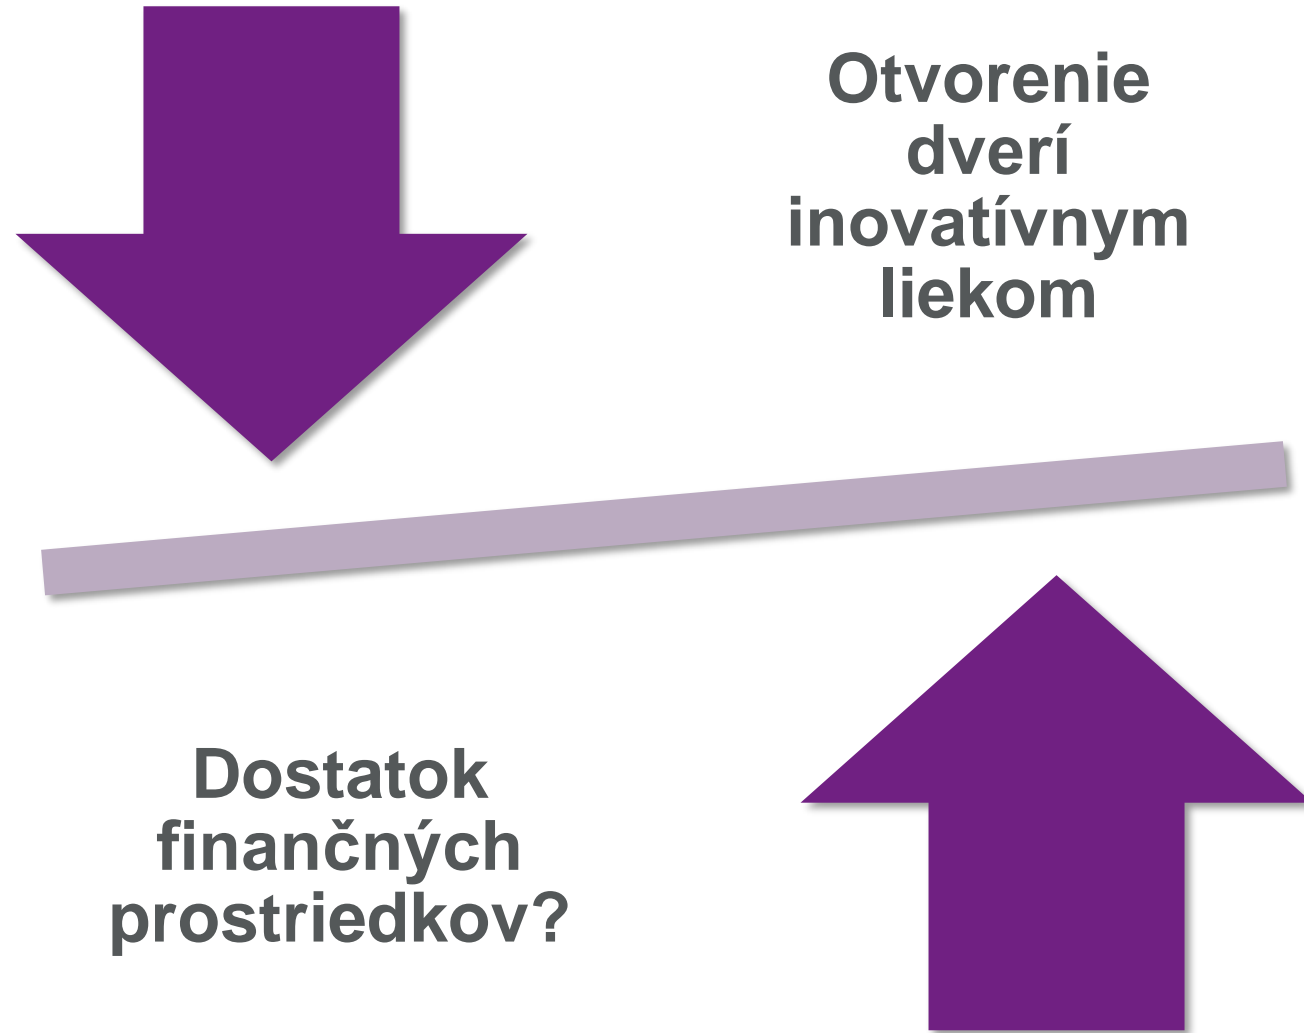 Otvorenie
dverí
inovatívnym
liekom
Dostatok
finančných
prostriedkov?